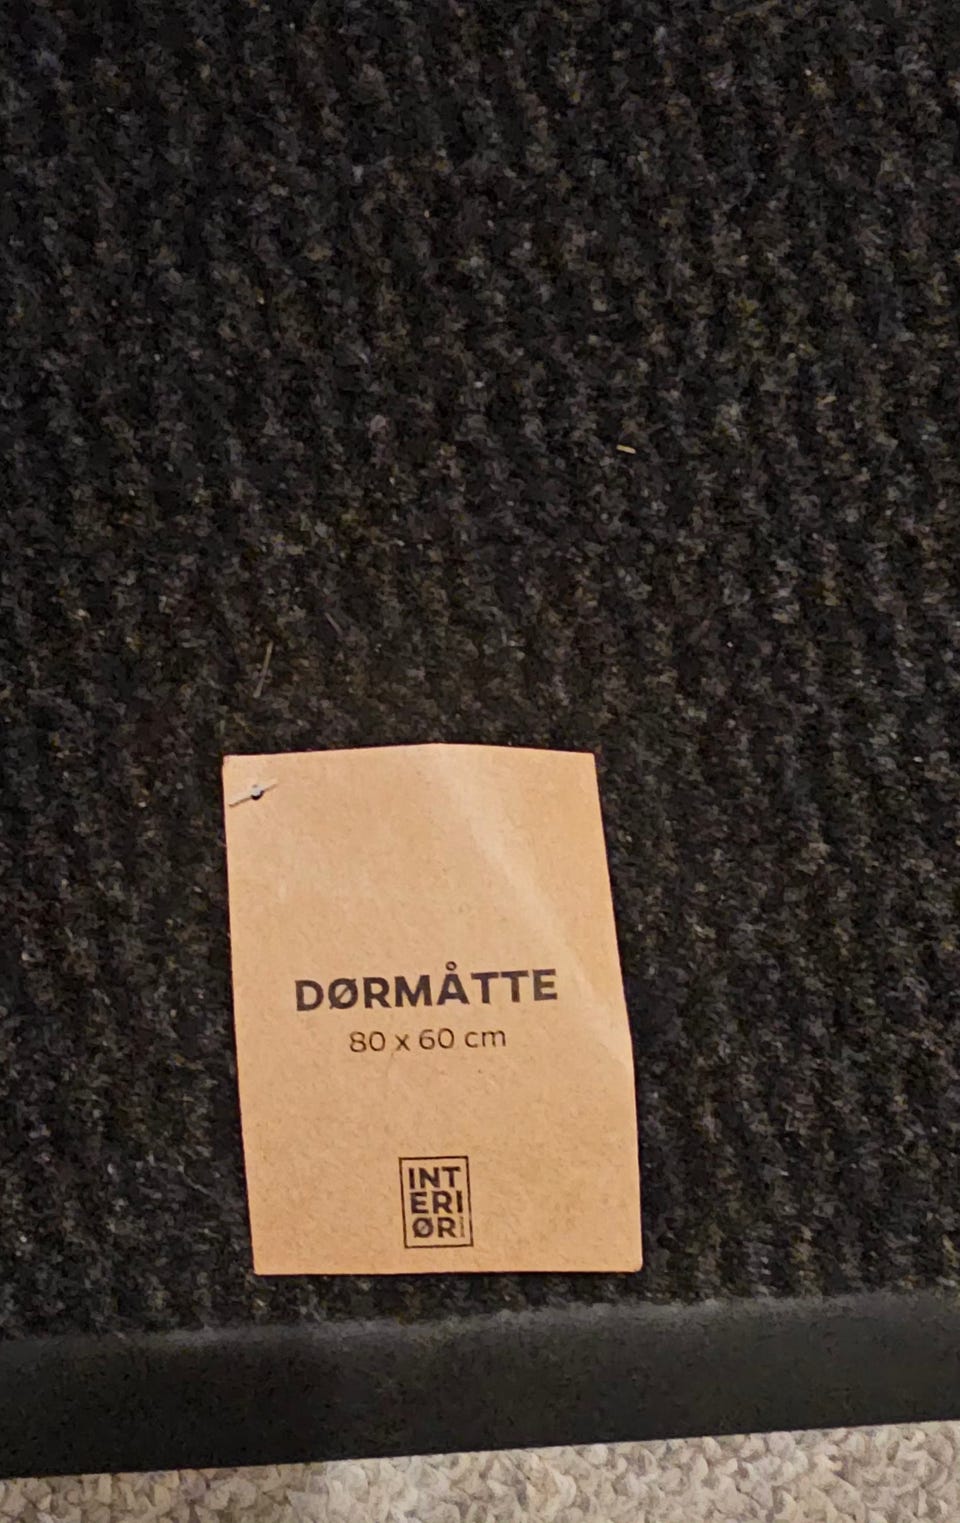 DØRMÅTTE
80 x 60 cm
INT
ERI
ØR